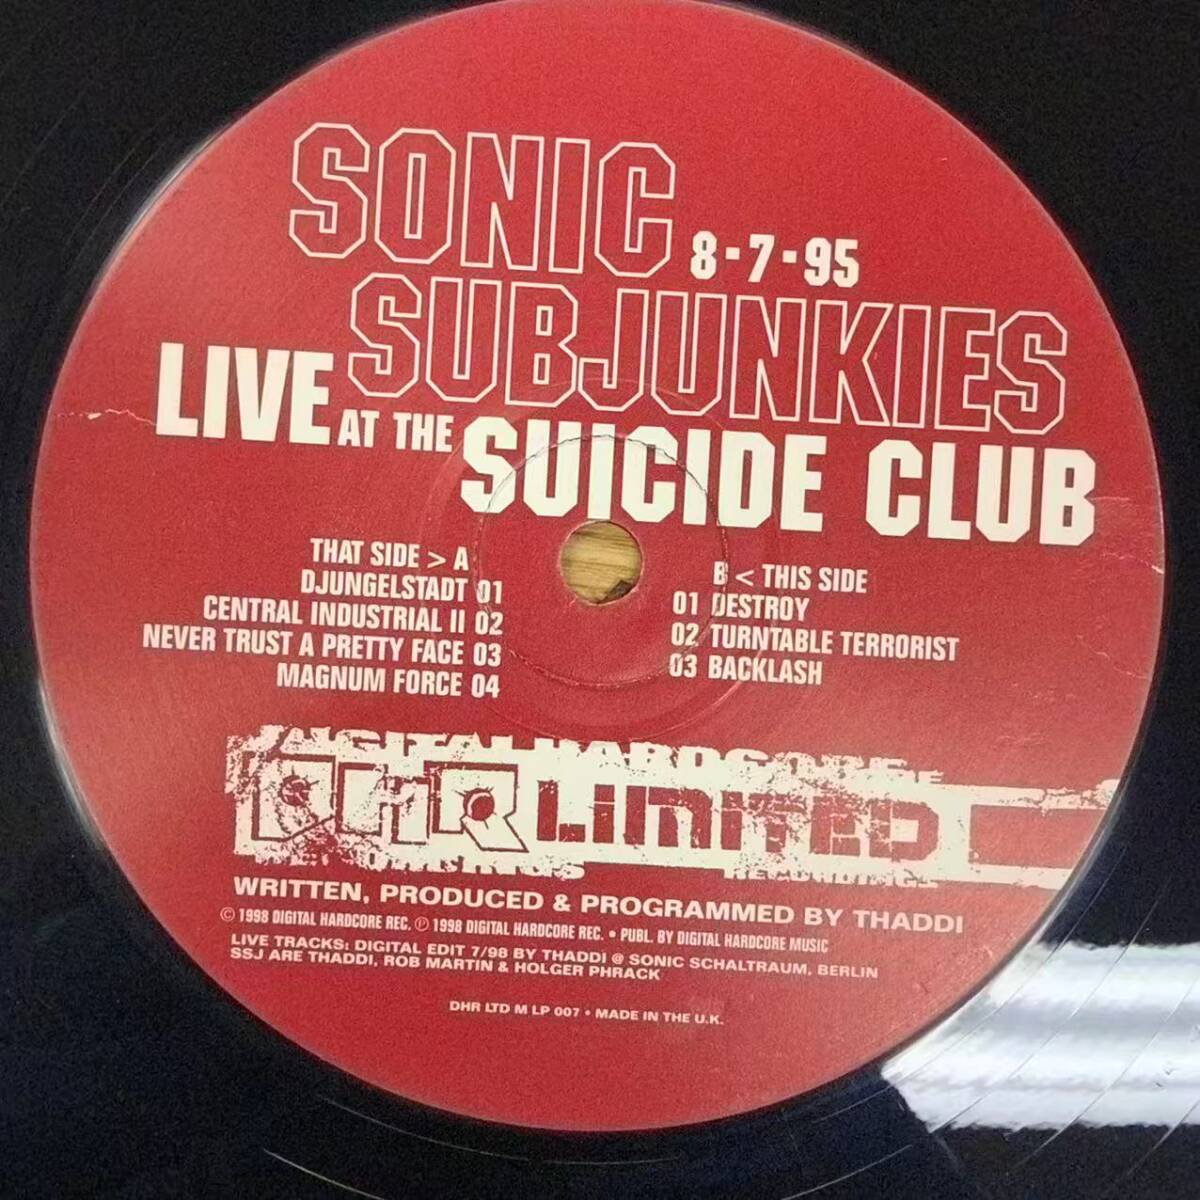 SONIC
8·7·95
SUBJUNKIES
LIVE AT THE SUICIDE CLUB
THAT SIDE > A
DJUNGELSTADT 01
CENTRAL INDUSTRIAL II 02
NEVER TRUST A PRETTY FACE 03
MAGNUM FORCE 04
B < THIS SIDE
01 DESTROY
02 TURNTABLE TERRORIST
03 BACKLASH
DIGITAL HARDCORE
DHR LIMITED
RECORDINGS
WRITTEN, PRODUCED & PROGRAMMED BY THADDI
© 1998 DIGITAL HARDCORE REC. ℗ 1998 DIGITAL HARDCORE REC. • PUBL. BY DIGITAL HARDCORE MUSIC
LIVE TRACKS: DIGITAL EDIT 7/98 BY THADDI @ SONIC SCHALTRAUM, BERLIN
SSJ ARE THADDI, ROB MARTIN & HOLGER PHRACK
DHR LTD M LP 007 • MADE IN THE U.K.